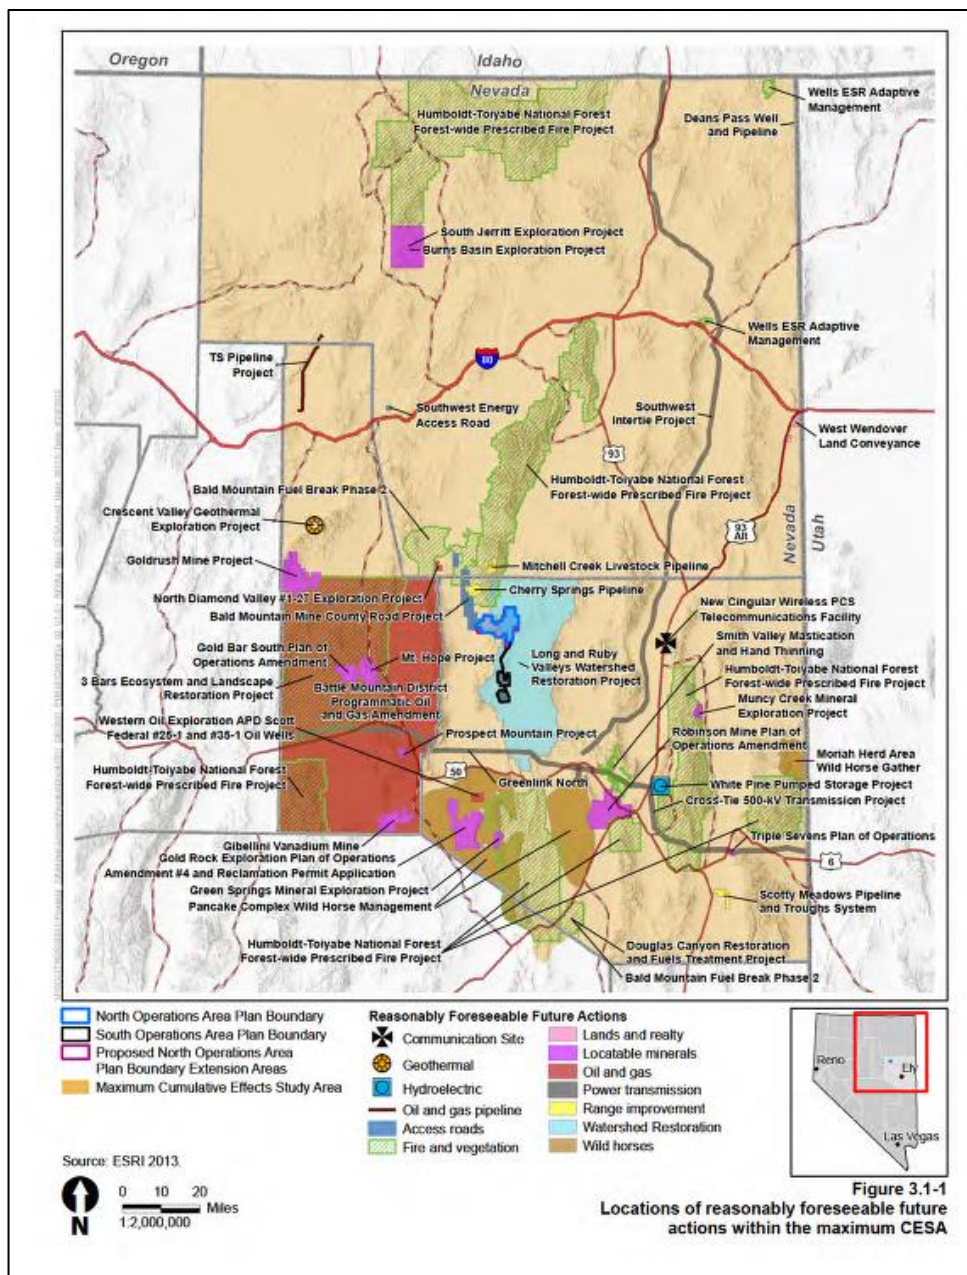 Oregon
Idaho
Nevada
Humboldt-Toiyabe National Forest
Forest-wide Prescribed Fire Project
Wells ESR Adaptive
Management
Deans Pass Well
and Pipeline
South Jerritt Exploration Project
Burns Basin Exploration Project
Wells ESR Adaptive
Management
TS Pipeline
Project
80
Southwest Energy
Access Road
Southwest
Intertie Project
West Wendover
Land Conveyance
93
Humboldt-Toiyabe National Forest
Forest-wide Prescribed Fire Project
Bald Mountain Fuel Break Phase 2
Crescent Valley Geothermal
Exploration Project
93
Alt
Nevada
Utah
Goldrush Mine Project
Mitchell Creek Livestock Pipeline
North Diamond Valley #1-27 Exploration Project
Cherry Springs Pipeline
Bald Mountain Mine County Road Project
New Cingular Wireless PCS
Telecommunications Facility
Smith Valley Mastication
and Hand Thinning
Gold Bar South Plan of
Operations Amendment
Mt. Hope Project
Long and Ruby
Valleys Watershed
Restoration Project
Humboldt-Toiyabe National Forest
Forest-wide Prescribed Fire Project
3 Bars Ecosystem and Landscape
Restoration Project
Battle Mountain District
Programmatic Oil
and Gas Amendment
Muncy Creek Mineral
Exploration Project
Western Oil Exploration APD Scott
Federal #25-1 and #35-1 Oil Wells
Prospect Mountain Project
Robinson Mine Plan of
Operations Amendment
Moriah Herd Area
Wild Horse Gather
Humboldt-Toiyabe National Forest
Forest-wide Prescribed Fire Project
50
Greenlink North
White Pine Pumped Storage Project
Cross-Tie 500-kV Transmission Project
Gibellini Vanadium Mine
Triple Sevens Plan of Operations
6
Gold Rock Exploration Plan of Operations
Amendment #4 and Reclamation Permit Application
Green Springs Mineral Exploration Project
Pancake Complex Wild Horse Management
Scotty Meadows Pipeline
and Troughs System
Humboldt-Toiyabe National Forest
Forest-wide Prescribed Fire Project
Douglas Canyon Restoration
and Fuels Treatment Project
Bald Mountain Fuel Break Phase 2
North Operations Area Plan Boundary
South Operations Area Plan Boundary
Proposed North Operations Area
Plan Boundary Extension Areas
Maximum Cumulative Effects Study Area
Reasonably Foreseeable Future Actions
Communication Site
Geothermal
Hydroelectric
Oil and gas pipeline
Access roads
Fire and vegetation
Lands and realty
Locatable minerals
Oil and gas
Power transmission
Range improvement
Watershed Restoration
Wild horses
Reno
Ely
Las Vegas
Source: ESRI 2013.
N
0 10 20
Miles
1:2,000,000
Figure 3.1-1
Locations of reasonably foreseeable future
actions within the maximum CESA